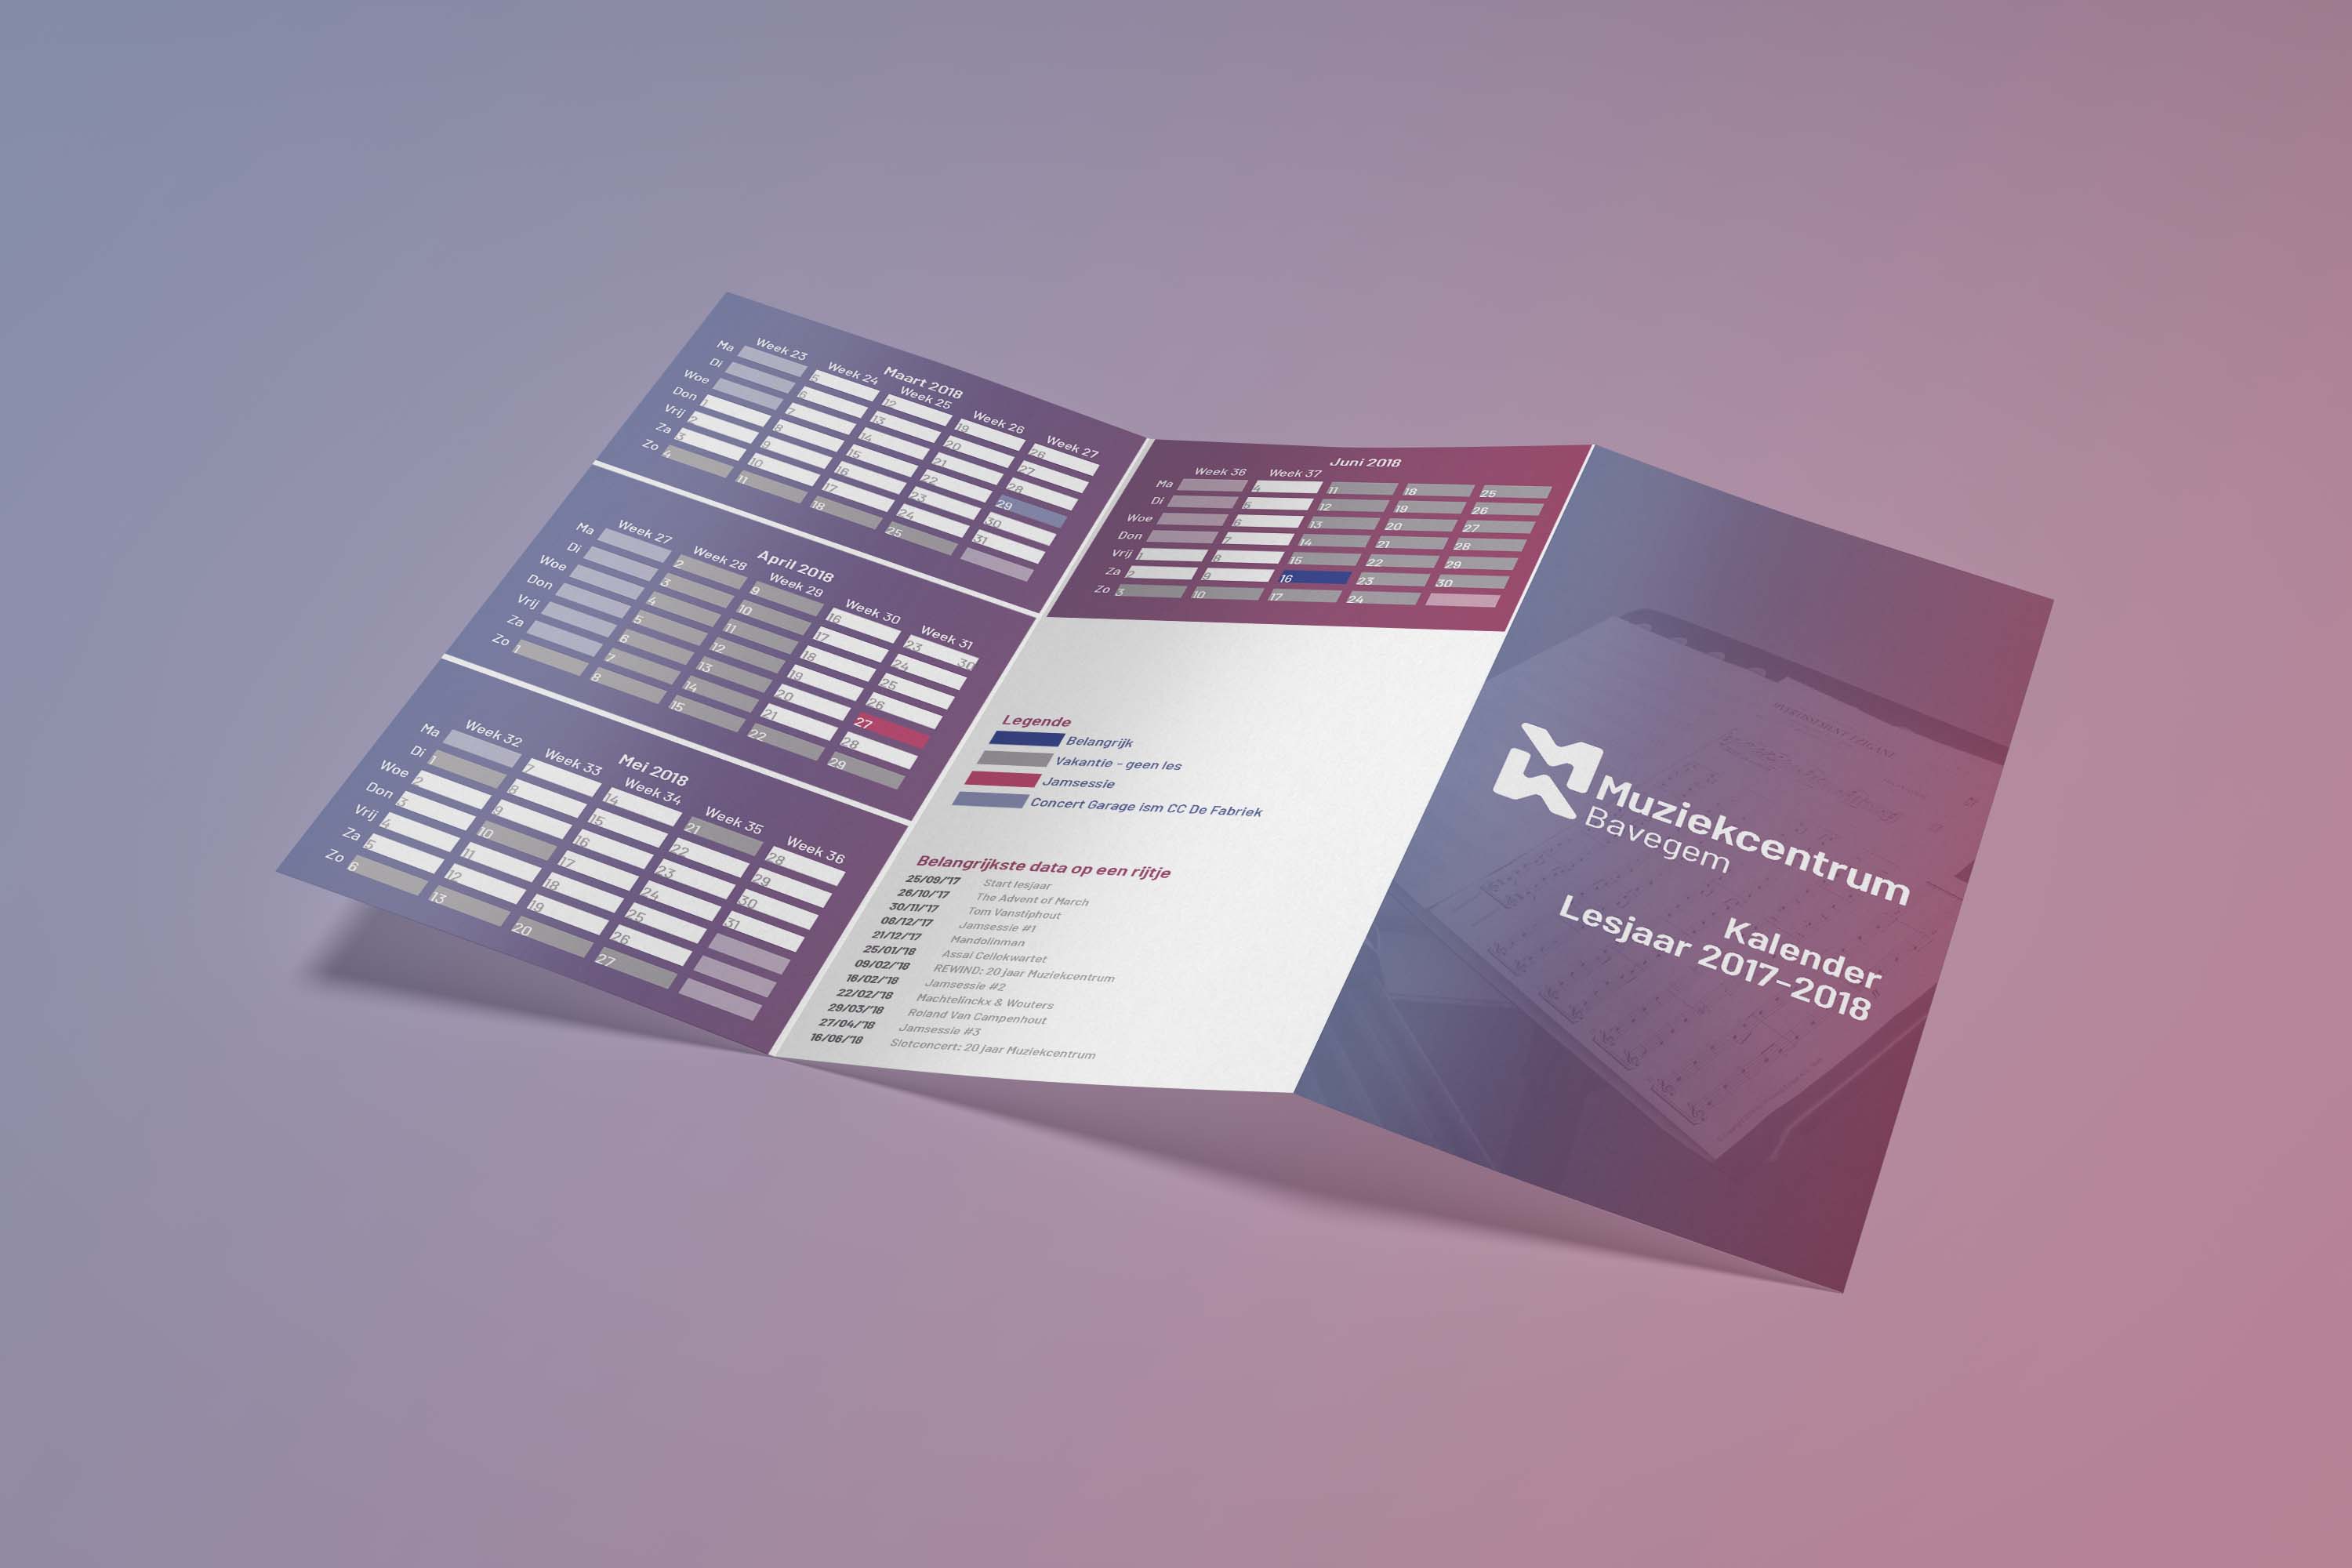 Maart 2018
Week 23 Week 24 Week 25 Week 26 Week 27
Ma 5 12 19 26
Di 6 13 20 27
Woe 7 14 21 28
Don 1 8 15 22 29
Vrij 2 9 16 23 30
Za 3 10 17 24 31
Zo 4 11 18 25
April 2018
Week 27 Week 28 Week 29 Week 30 Week 31
Ma 2 9 16 23 30
Di 3 10 17 24
Woe 4 11 18 25
Don 5 12 19 26
Vrij 6 13 20 27
Za 7 14 21 28
Zo 1 8 15 22 29
Mei 2018
Week 32 Week 33 Week 34 Week 35 Week 36
Ma 7 14 21 28
Di 1 8 15 22 29
Woe 2 9 16 23 30
Don 3 10 17 24 31
Vrij 4 11 18 25
Za 5 12 19 26
Zo 6 13 20 27
Juni 2018
Week 36 Week 37
Ma 4 11 18 25
Di 5 12 19 26
Woe 6 13 20 27
Don 7 14 21 28
Vrij 1 8 15 22 29
Za 2 9 16 23 30
Zo 3 10 17 24
Legende
Belangrijk
Vakantie - geen les
Jamsessie
Concert Garage ism CC De Fabriek
Belangrijkste data op een rijtje
25/09/'17 Start lesjaar
26/10/'17 The Advent of March
30/11/'17 Tom Vanstiphout
08/12/'17 Jamsessie #1
21/12/'17 Mandolinman
25/01/'18 Assai Cellokwartet
09/02/'18 REWIND: 20 jaar Muziekcentrum
16/02/'18 Jamsessie #2
22/02/'18 Machtelinckx & Wouters
29/03/'18 Roland Van Campenhout
27/04/'18 Jamsessie #3
16/06/'18 Slotconcert: 20 jaar Muziekcentrum
Muziekcentrum
Bavegem
Kalender
Lesjaar 2017-2018